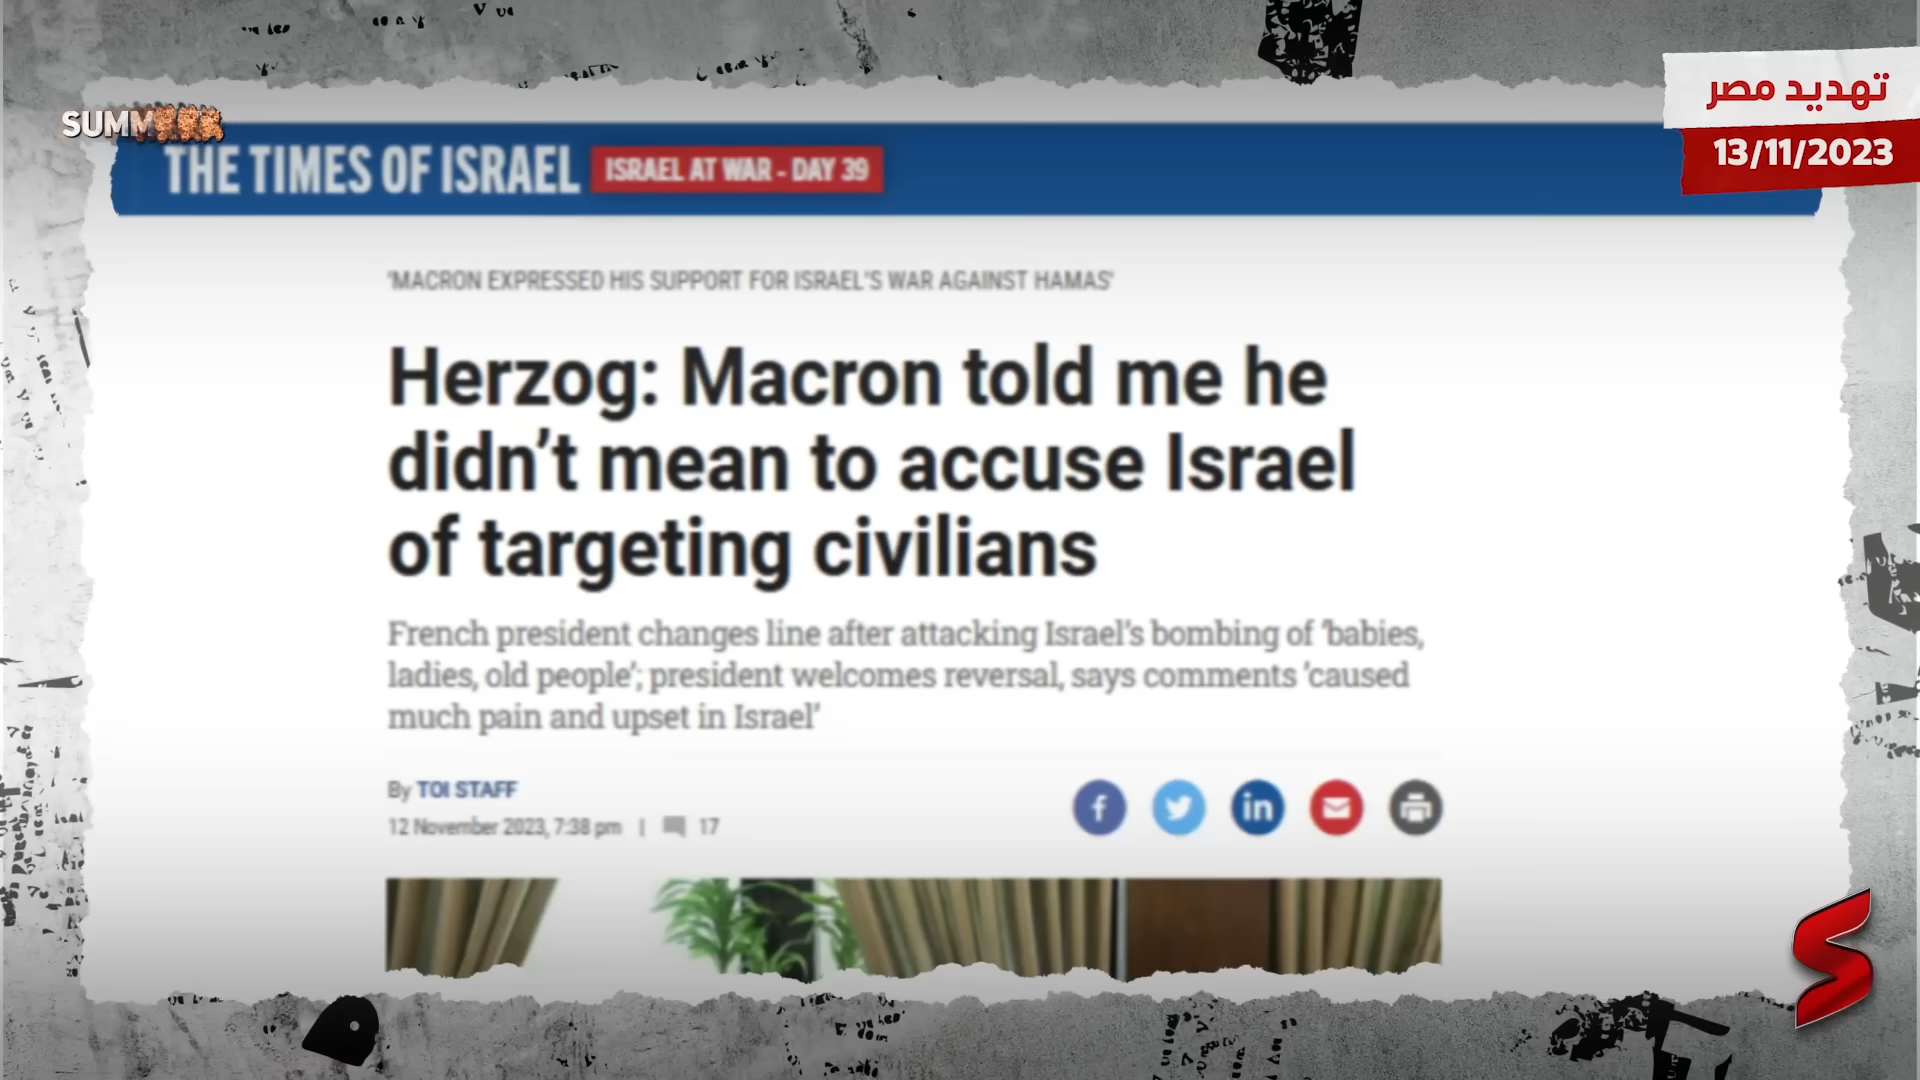 تهديد مصر
13/11/2023
SUMM
THE TIMES OF ISRAEL
ISRAEL AT WAR - DAY 39
'MACRON EXPRESSED HIS SUPPORT FOR ISRAEL'S WAR AGAINST HAMAS'
Herzog: Macron told me he
didn't mean to accuse Israel
of targeting civilians
French president changes line after attacking Israel's bombing of 'babies,
ladies, old people'; president welcomes reversal, says comments 'caused
much pain and upset in Israel'
By TOI STAFF
12 November 2023, 7:38 pm | 17